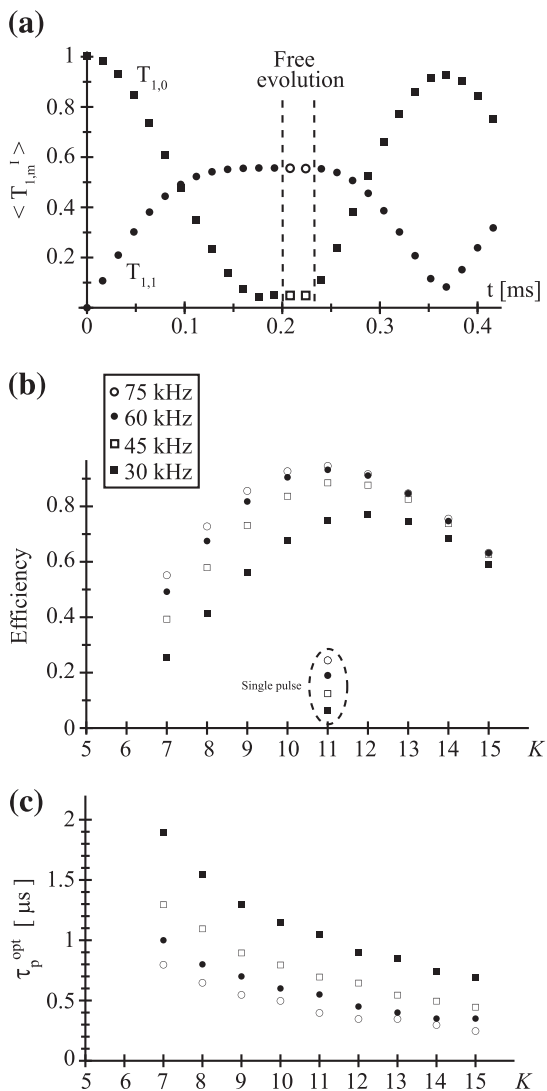 (a)
1
0.8
0.6
0.4
0.2
< T1,m^I >
T1,0
T1,1
Free
evolution
0
0.1
0.2
0.3
0.4
t [ms]
(b)
75 kHz
60 kHz
45 kHz
30 kHz
Efficiency
0.8
0.6
0.4
0.2
0
Single pulse
5 6 7 8 9 10 11 12 13 14 15 K
(c)
τp^opt [ μs ]
2
1.5
1
0.5
0
5 6 7 8 9 10 11 12 13 14 15 K